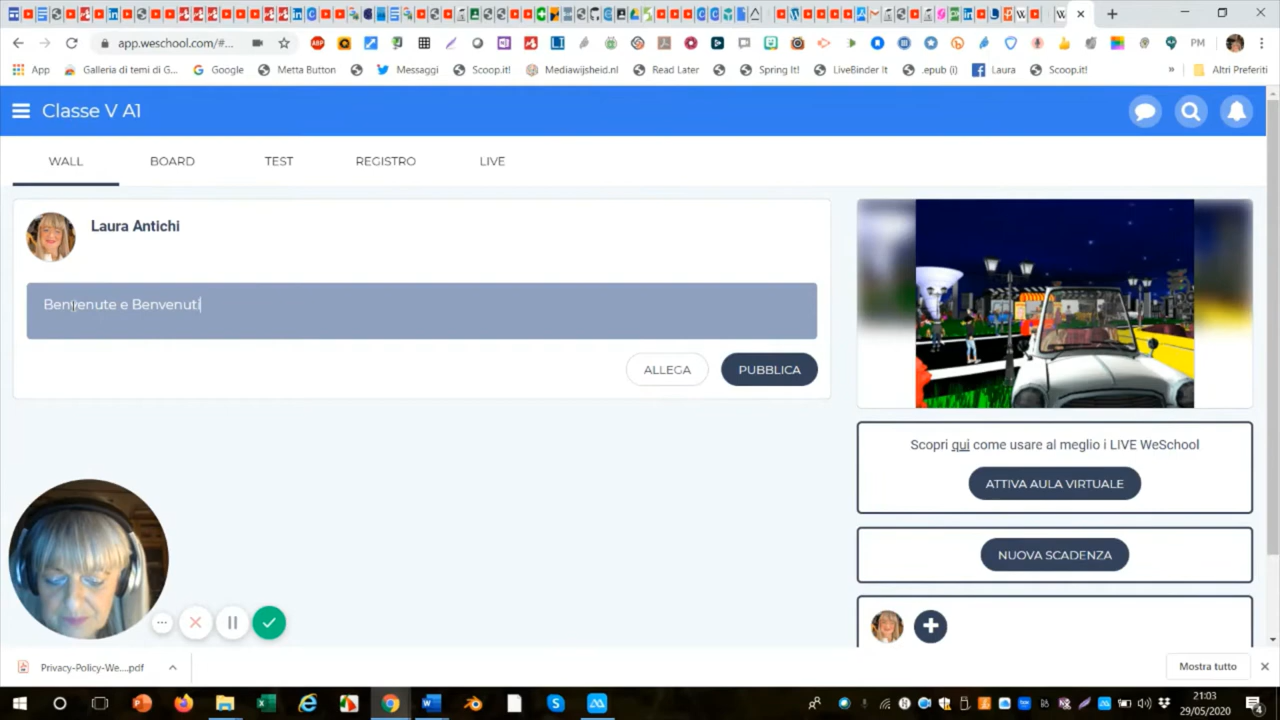 app.weschool.com/#...
PM
App
Galleria di temi di G...
Google
Metta Button
Messaggi
Scoop.it!
Mediawijsheid.nl
Read Later
Spring It!
LiveBinder It
.epub (i)
Laura
Scoop.it!
»
Altri Preferiti
Classe V A1
WALL
BOARD
TEST
REGISTRO
LIVE
Laura Antichi
Benvenute e Benvenuti
ALLEGA
PUBBLICA
Scopri qui come usare al meglio i LIVE WeSchool
ATTIVA AULA VIRTUALE
NUOVA SCADENZA
Privacy-Policy-We....pdf
Mostra tutto
21:03
29/05/2020